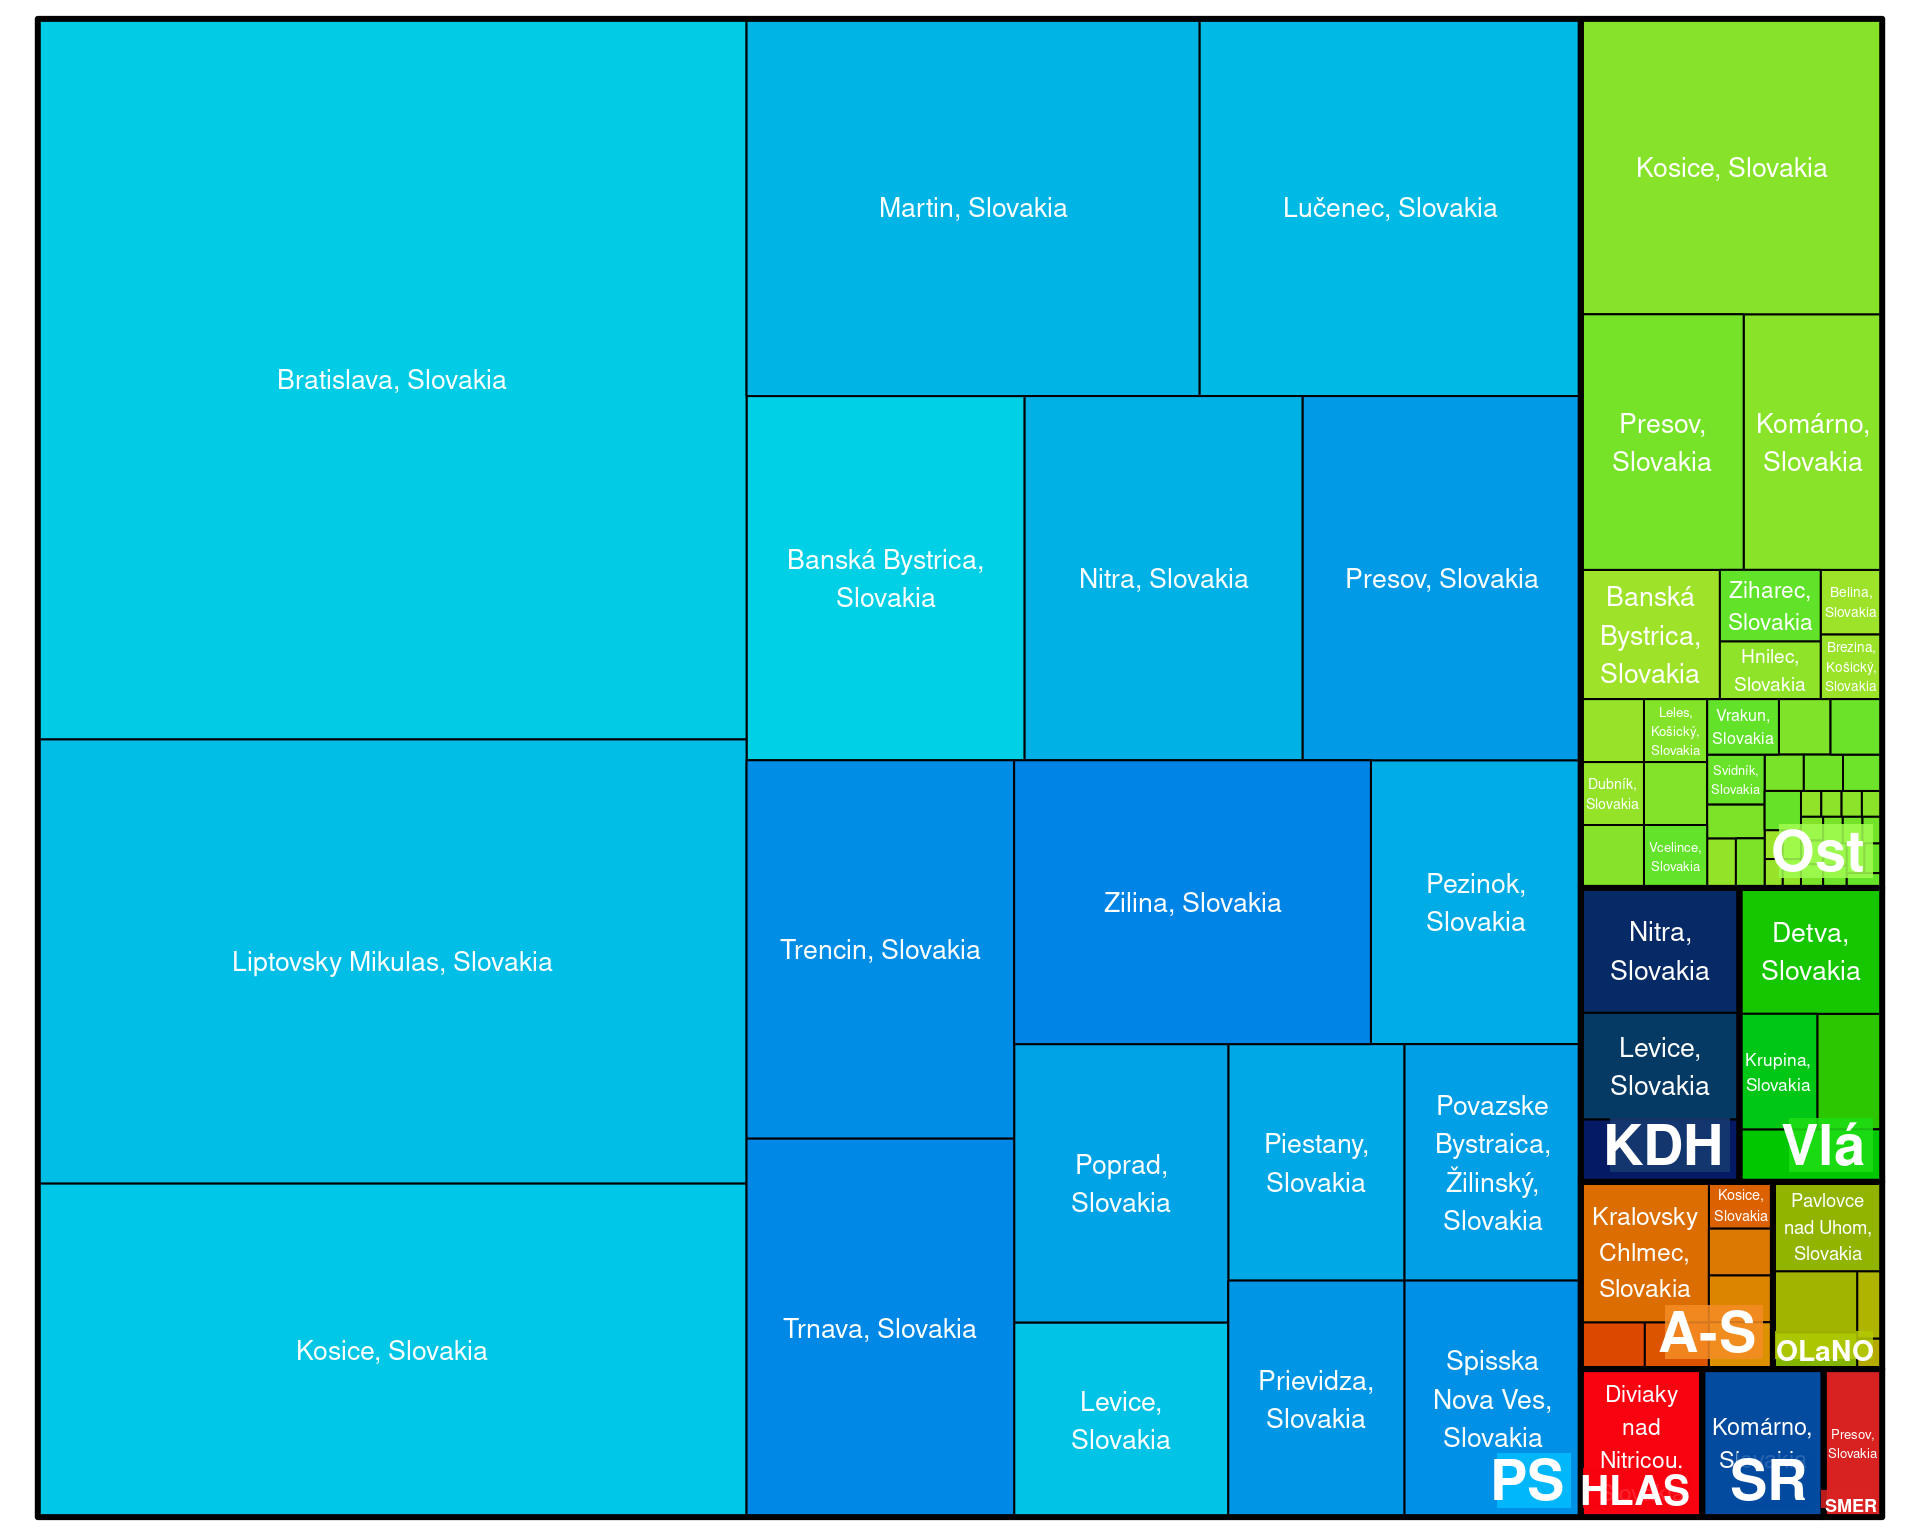 Bratislava, Slovakia
Liptovsky Mikulas, Slovakia
Kosice, Slovakia
Martin, Slovakia
Lučenec, Slovakia
Banská Bystrica,
Slovakia
Nitra, Slovakia
Presov, Slovakia
Trencin, Slovakia
Trnava, Slovakia
Zilina, Slovakia
Pezinok,
Slovakia
Poprad,
Slovakia
Levice,
Slovakia
Piestany,
Slovakia
Povazske
Bystraica,
Žilinský,
Slovakia
Prievidza,
Slovakia
Spisska
Nova Ves,
Slovakia
PS
Kosice, Slovakia
Presov,
Slovakia
Komárno,
Slovakia
Banská
Bystrica,
Slovakia
Ziharec,
Slovakia
Hnilec,
Slovakia
Belina,
Slovakia
Brezina,
Košický,
Slovakia
Leles,
Košický,
Slovakia
Dubník,
Slovakia
Vcelince,
Slovakia
Vrakun,
Slovakia
Svidník,
Slovakia
Ost
Nitra,
Slovakia
Levice,
Slovakia
KDH
Detva,
Slovakia
Krupina,
Slovakia
Vlá
Kralovsky
Chlmec,
Slovakia
Kosice,
Slovakia
A-S
Pavlovce
nad Uhom,
Slovakia
OLaNO
Diviaky
nad
Nitricou.
HLAS
Komárno,
Slovakia
SR
Presov,
Slovakia
SMER